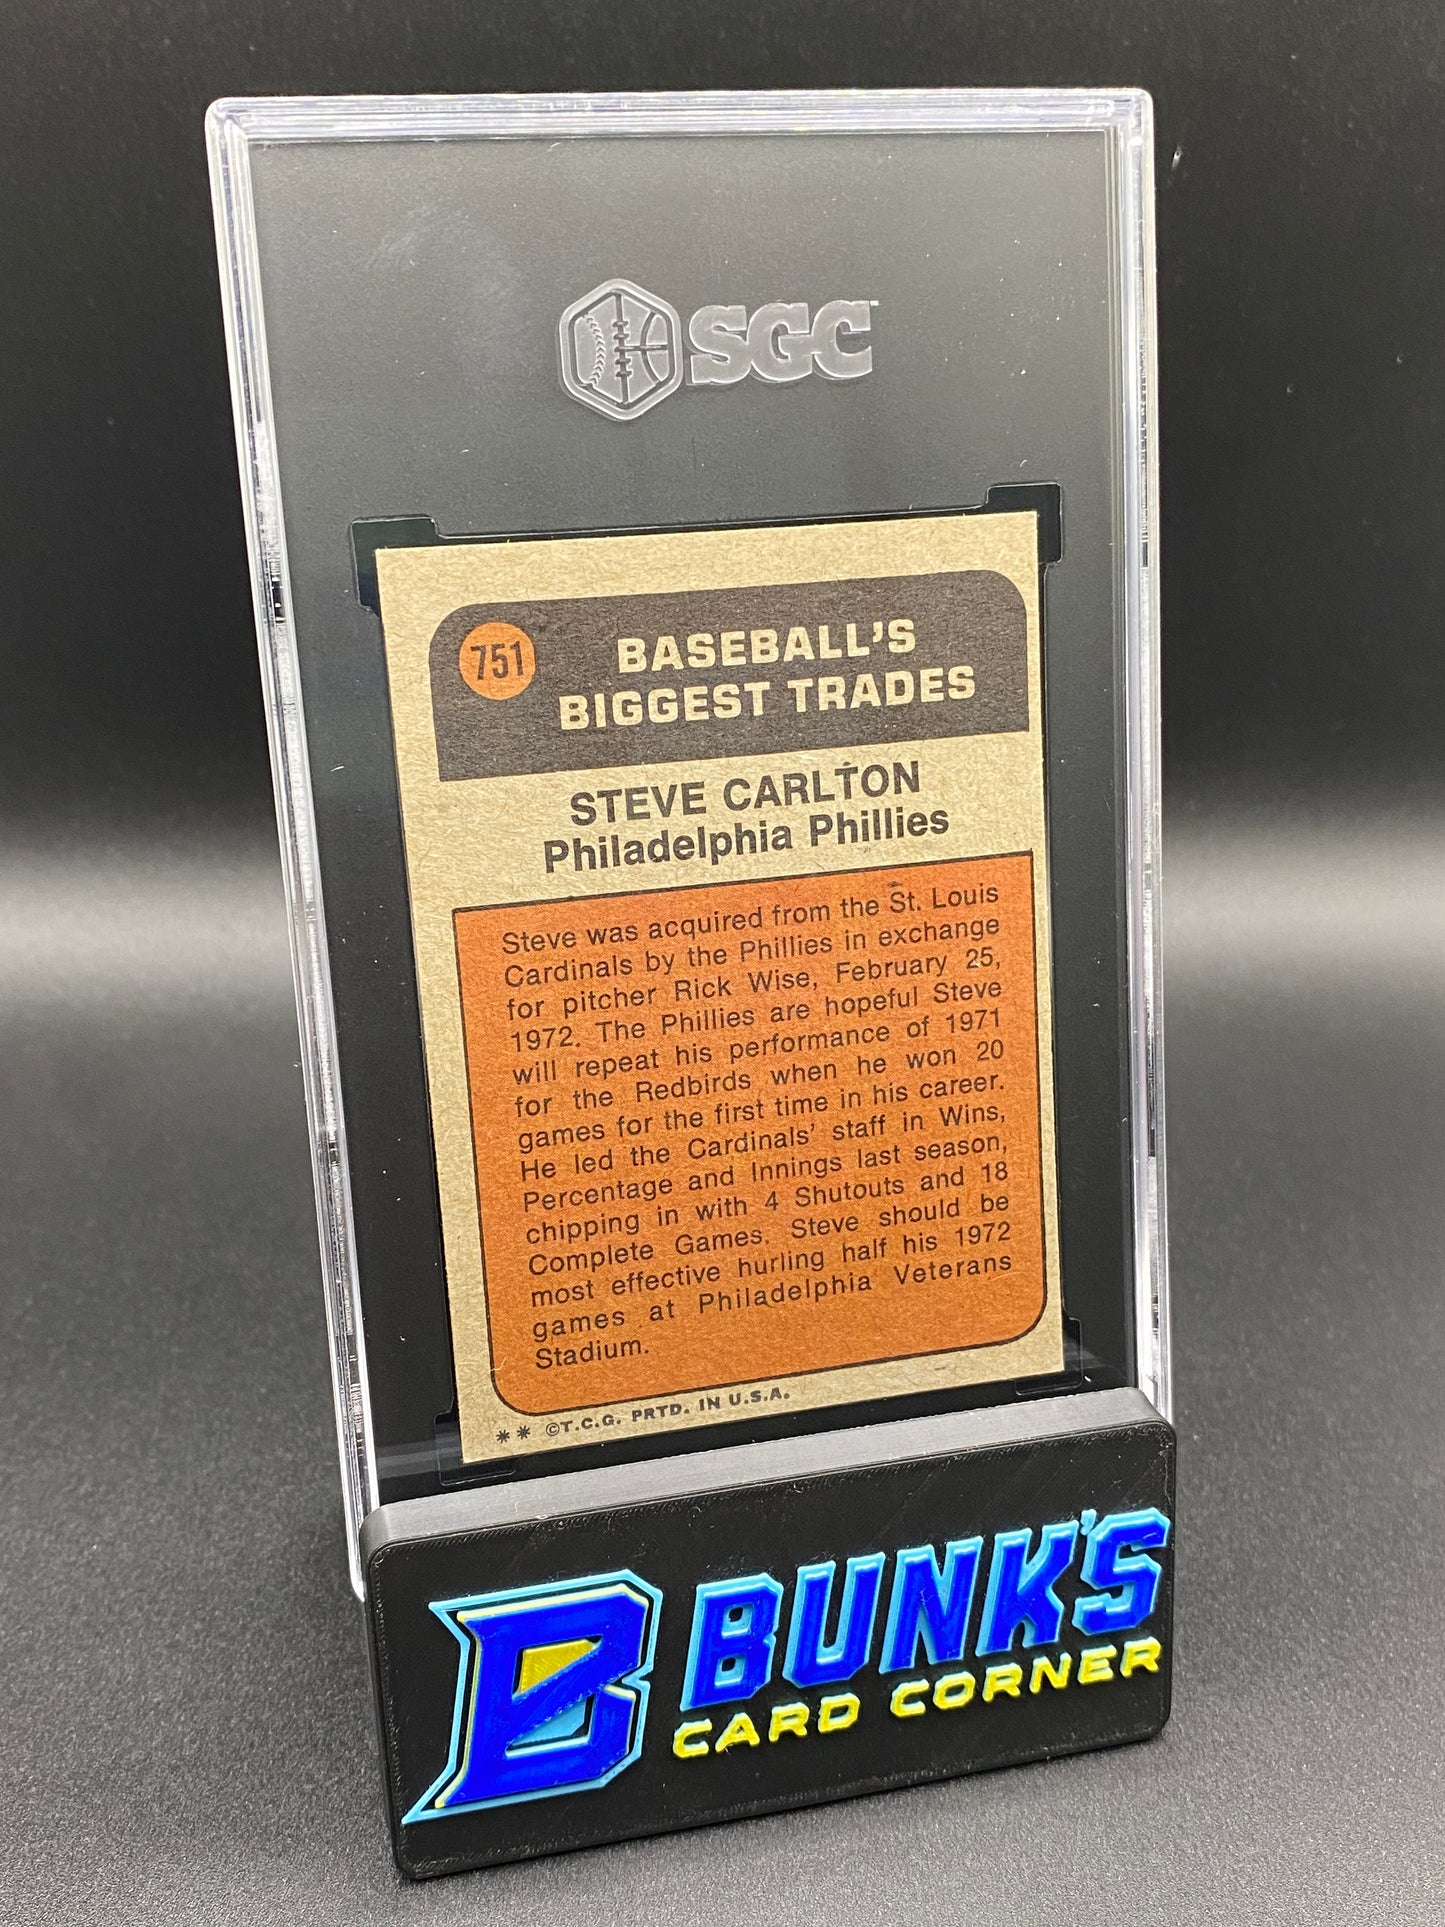 SGC
751
BASEBALL'S
BIGGEST TRADES
STEVE CARLTON
Philadelphia Phillies
Steve was acquired from the St. Louis
Cardinals by the Phillies in exchange
for pitcher Rick Wise, February 25,
1972. The Phillies are hopeful Steve
will repeat his performance of 1971
for the Redbirds when he won 20
games for the first time in his career.
He led the Cardinals' staff in Wins,
Percentage and Innings last season,
chipping in with 4 Shutouts and 18
Complete Games. Steve should be
most effective hurling half his 1972
games at Philadelphia Veterans
Stadium.
** ©T.C.G. PRTD. IN U.S.A.
B BUNK'S
CARD CORNER